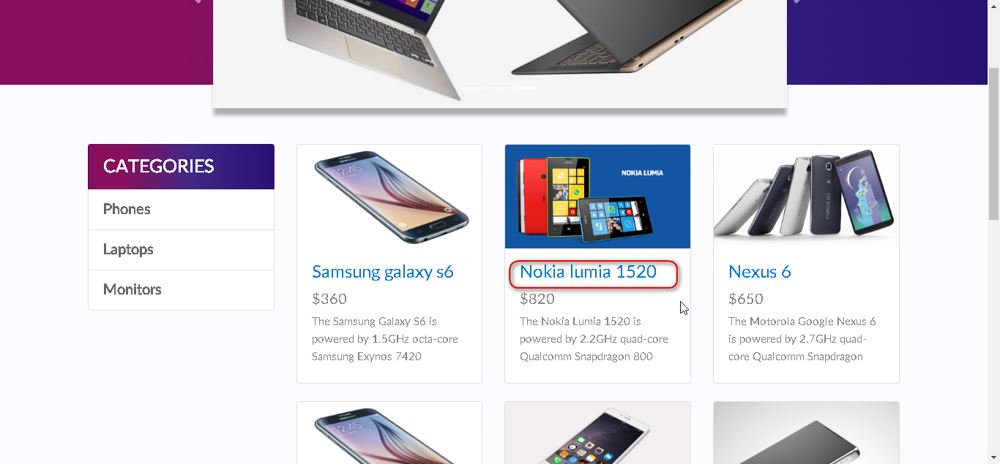 CATEGORIES
Phones
Laptops
Monitors
NOKIA LUMIA
nexus
Samsung galaxy s6
$360
The Samsung Galaxy S6 is
powered by 1.5GHz octa-core
Samsung Exynos 7420
Nokia lumia 1520
$820
The Nokia Lumia 1520 is
powered by 2.2GHz quad-core
Qualcomm Snapdragon 800
Nexus 6
$650
The Motorola Google Nexus 6
is powered by 2.7GHz quad-
core Qualcomm Snapdragon